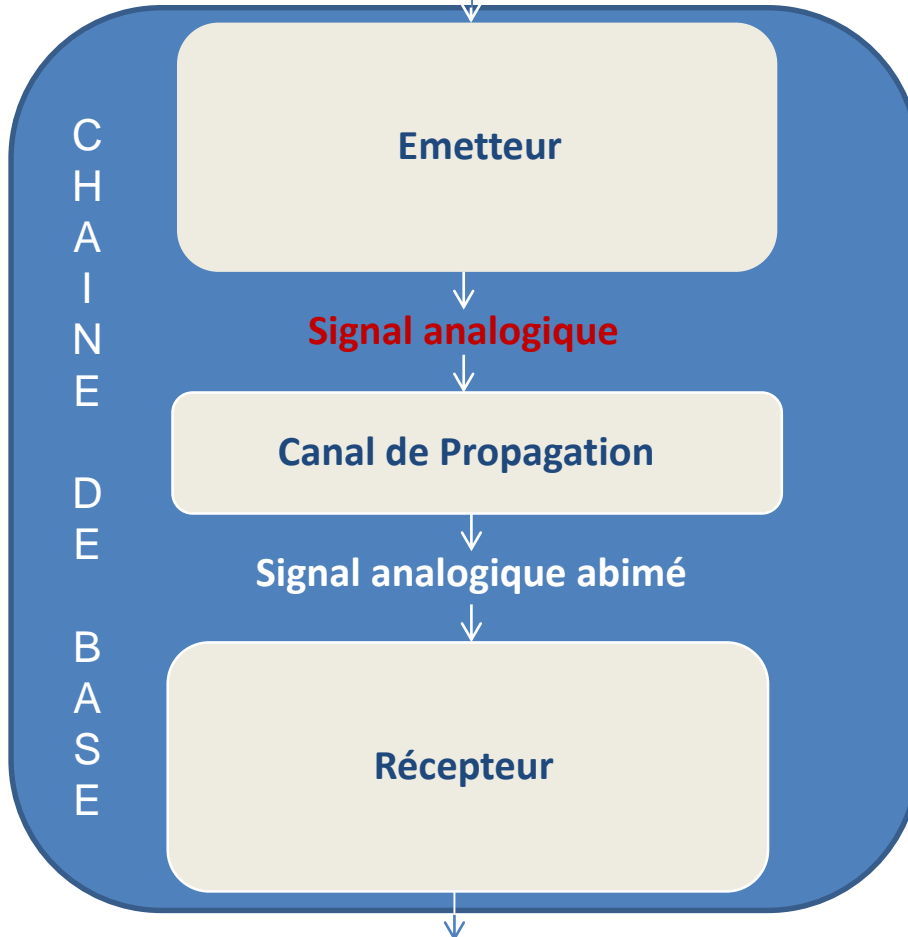 CHAINE DE BASE
Emetteur
Signal analogique
Canal de Propagation
Signal analogique abimé
Récepteur